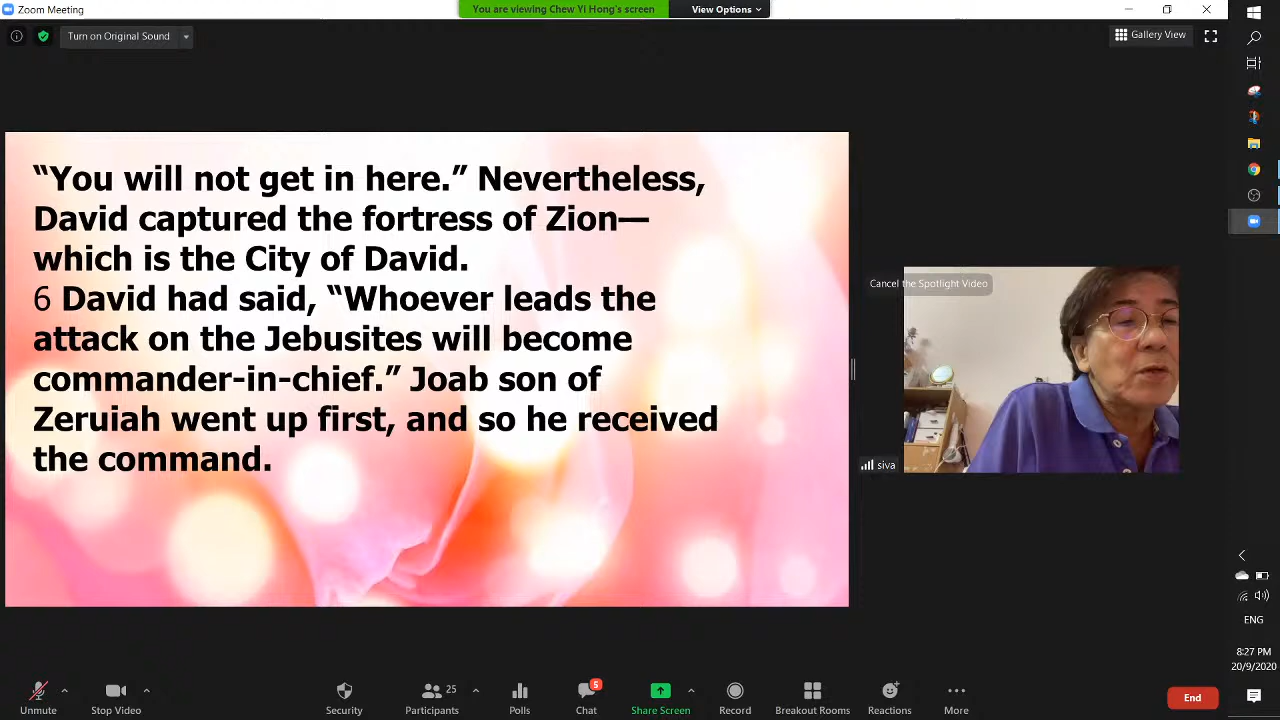 Zoom Meeting
You are viewing Chew Yi Hong's screen
View Options
Turn on Original Sound
Gallery View
“You will not get in here.” Nevertheless,
David captured the fortress of Zion—
which is the City of David.
6 David had said, “Whoever leads the
attack on the Jebusites will become
commander-in-chief.” Joab son of
Zeruiah went up first, and so he received
the command.
Cancel the Spotlight Video
siva
ENG
8:27 PM
20/9/2020
Unmute
Stop Video
Security
25
Participants
Polls
5
Chat
Share Screen
Record
Breakout Rooms
Reactions
More
End